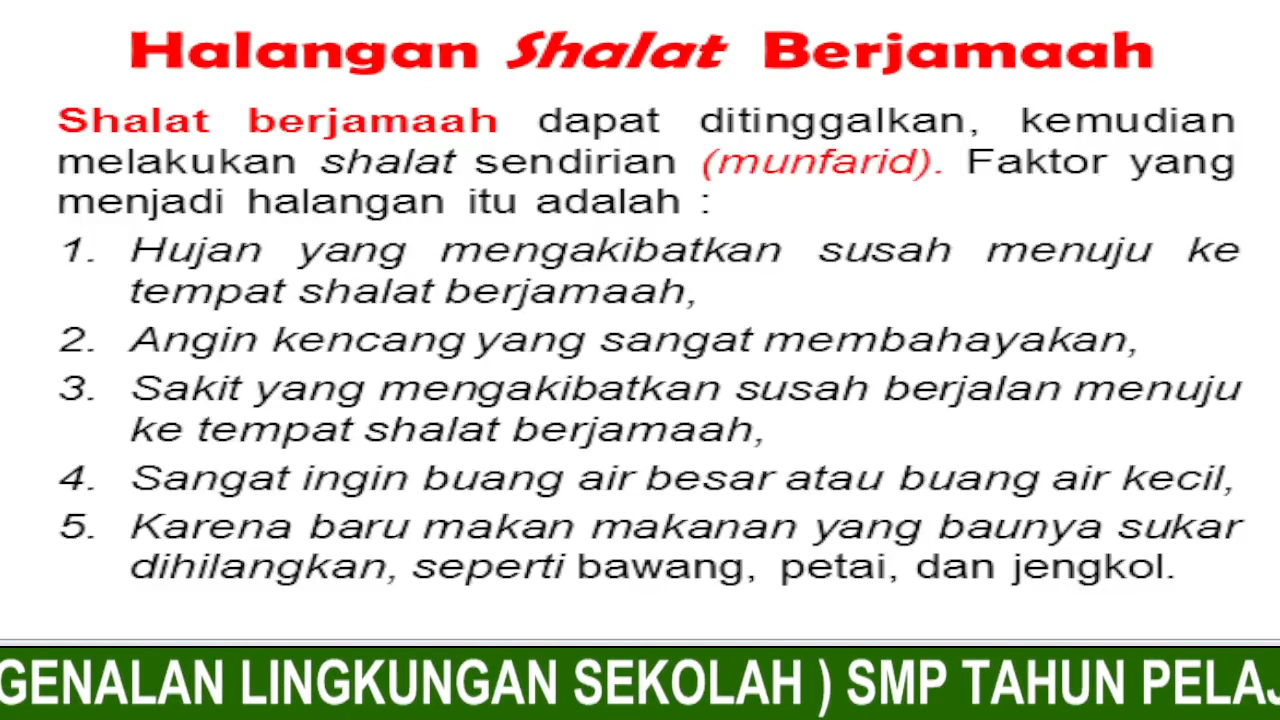 Halangan Shalat Berjamaah
Shalat berjamaah dapat ditinggalkan, kemudian
melakukan shalat sendirian (munfarid). Faktor yang
menjadi halangan itu adalah :
1. Hujan yang mengakibatkan susah menuju ke
tempat shalat berjamaah,
2. Angin kencang yang sangat membahayakan,
3. Sakit yang mengakibatkan susah berjalan menuju
ke tempat shalat berjamaah,
4. Sangat ingin buang air besar atau buang air kecil,
5. Karena baru makan makanan yang baunya sukar
dihilangkan, seperti bawang, petai, dan jengkol.
GENALAN LINGKUNGAN SEKOLAH ) SMP TAHUN PELAJ